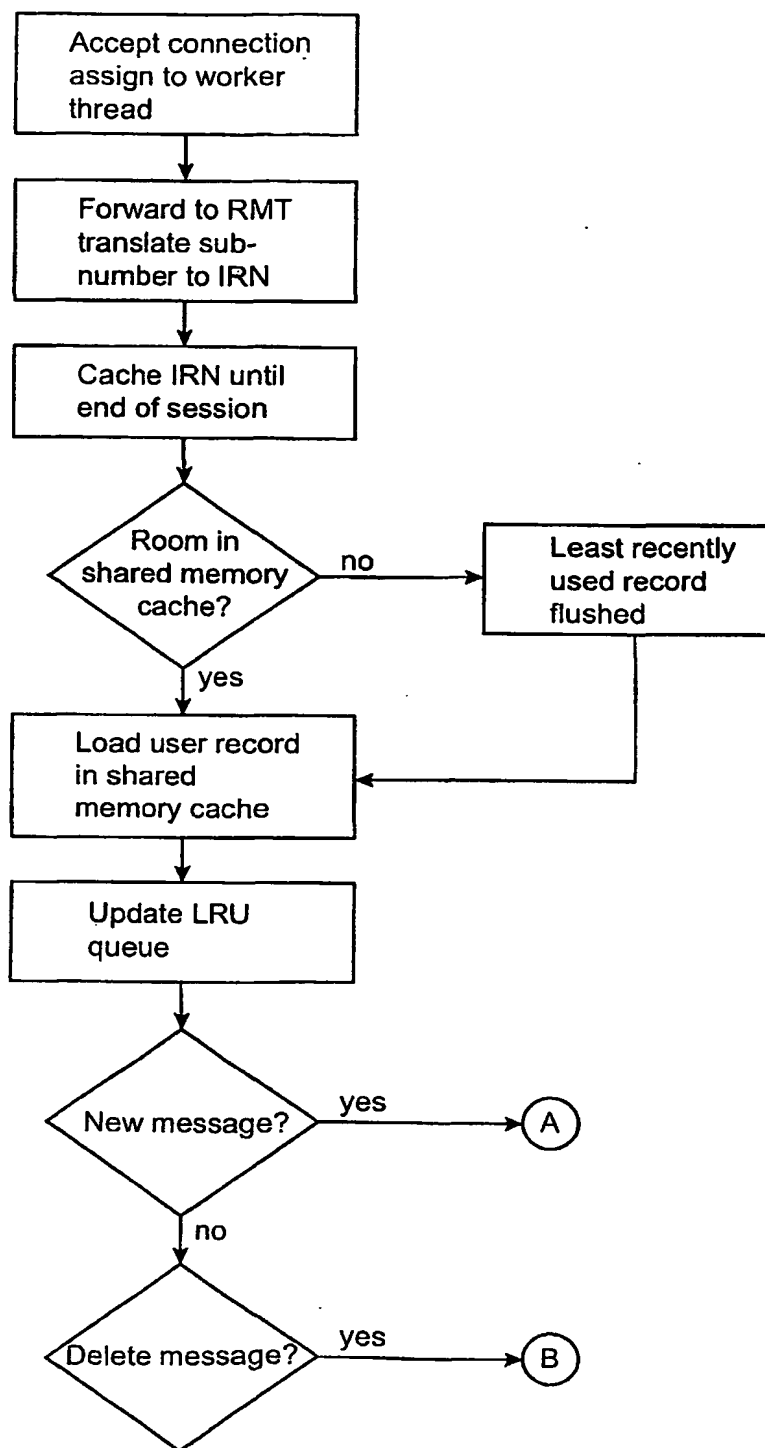 Accept connection
assign to worker
thread
Forward to RMT
translate sub-
number to IRN
Cache IRN until
end of session
Room in
shared memory
cache?
no
Least recently
used record
flushed
yes
Load user record
in shared
memory cache
Update LRU
queue
New message?
yes
A
no
Delete message?
yes
B